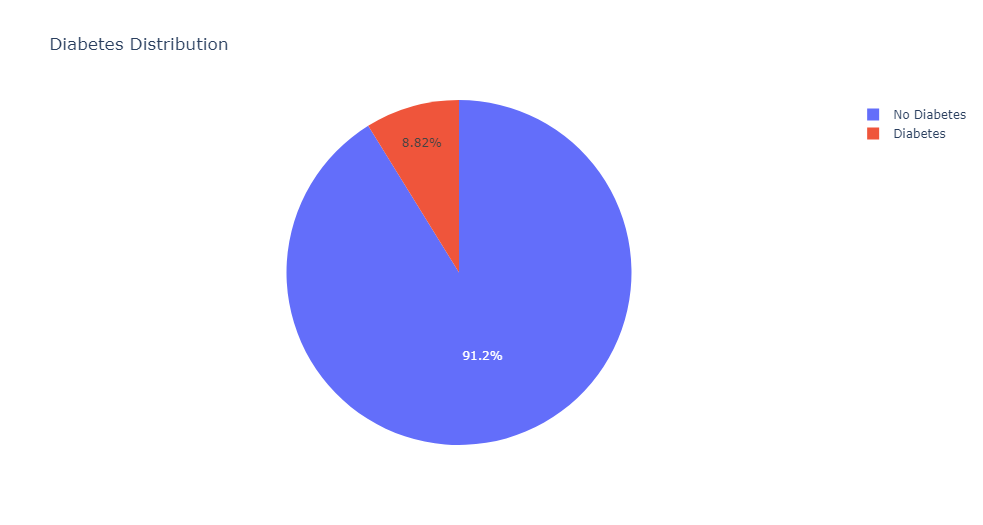 Diabetes Distribution
No Diabetes
Diabetes
8.82%
91.2%